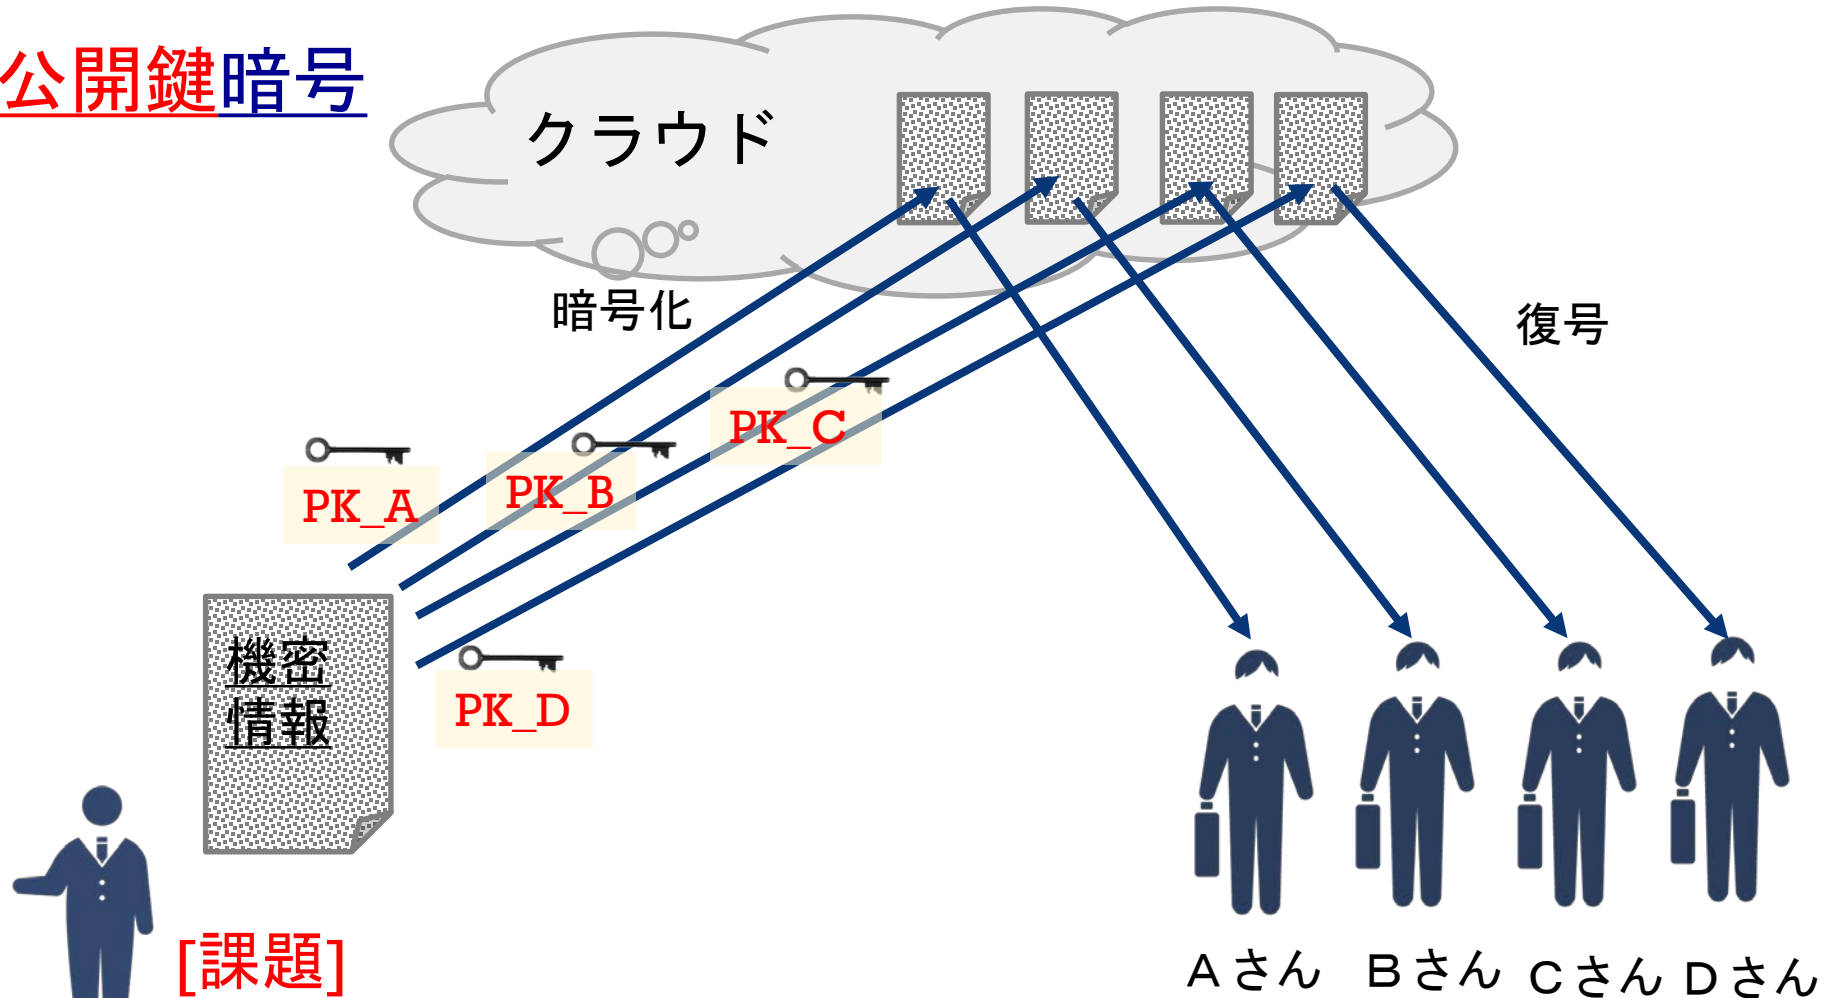 公開鍵暗号
クラウド
暗号化
復号
PK_C
PK_B
PK_A
機密
情報
PK_D
[課題]
Aさん
Bさん
Cさん
Dさん